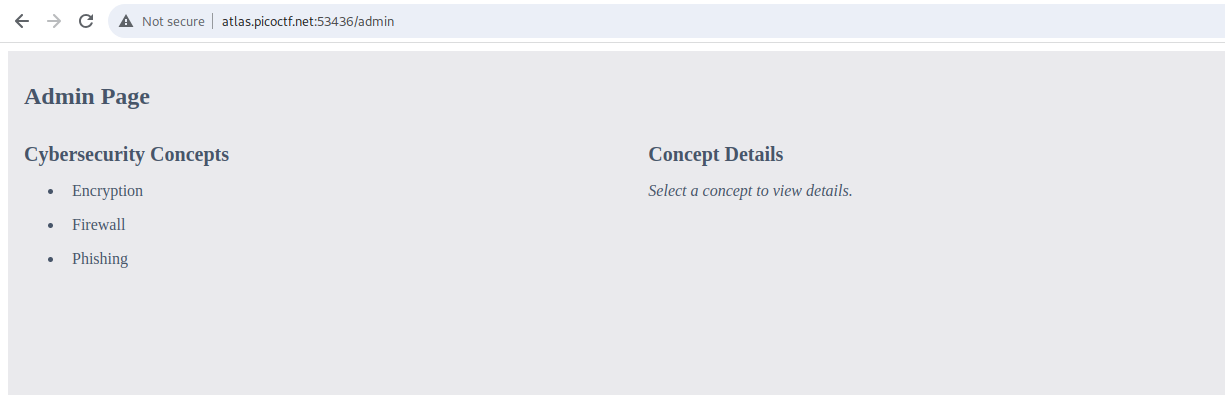 Not secure atlas.picoctf.net:53436/admin
Admin Page
Cybersecurity Concepts
Encryption
Firewall
Phishing
Concept Details
Select a concept to view details.